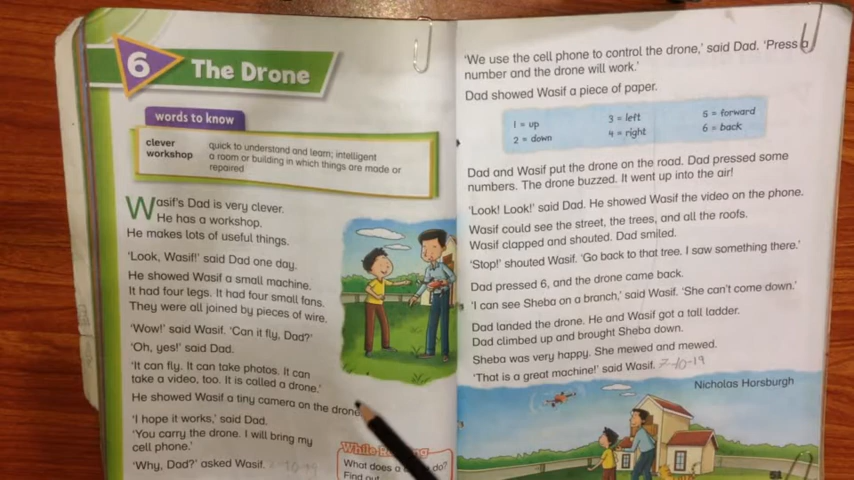 6
The Drone
words to know
clever quick to understand and learn; intelligent
workshop a room or building in which things are made or
repaired
Wasif's Dad is very clever.
He has a workshop.
He makes lots of useful things.
'Look, Wasif!' said Dad one day.
He showed Wasif a small machine.
It had four legs. It had four small fans.
They were all joined by pieces of wire.
'Wow!' said Wasif. 'Can it fly, Dad?'
'Oh, yes!' said Dad.
'It can fly. It can take photos. It can
take a video, too. It is called a drone.'
He showed Wasif a tiny camera on the drone
'I hope it works,' said Dad.
'You carry the drone. I will bring my
cell phone.'
'Why, Dad?' asked Wasif.
While Reading
What does a do?
Find out
'We use the cell phone to control the drone,' said Dad. 'Press a
number and the drone will work.'
Dad showed Wasif a piece of paper.
1 = up 3 = left 5 = forward
2 = down 4 = right 6 = back
Dad and Wasif put the drone on the road. Dad pressed some
numbers. The drone buzzed. It went up into the air!
'Look! Look!' said Dad. He showed Wasif the video on the phone.
Wasif could see the street, the trees, and all the roofs.
Wasif clapped and shouted. Dad smiled.
'Stop!' shouted Wasif. 'Go back to that tree. I saw something there.'
Dad pressed 6, and the drone came back.
'I can see Sheba on a branch,' said Wasif. 'She can't come down.'
Dad landed the drone. He and Wasif got a tall ladder.
Dad climbed up and brought Sheba down.
Sheba was very happy. She mewed and mewed.
'That is a great machine!' said Wasif. 7-10-19
Nicholas Horsburgh
51